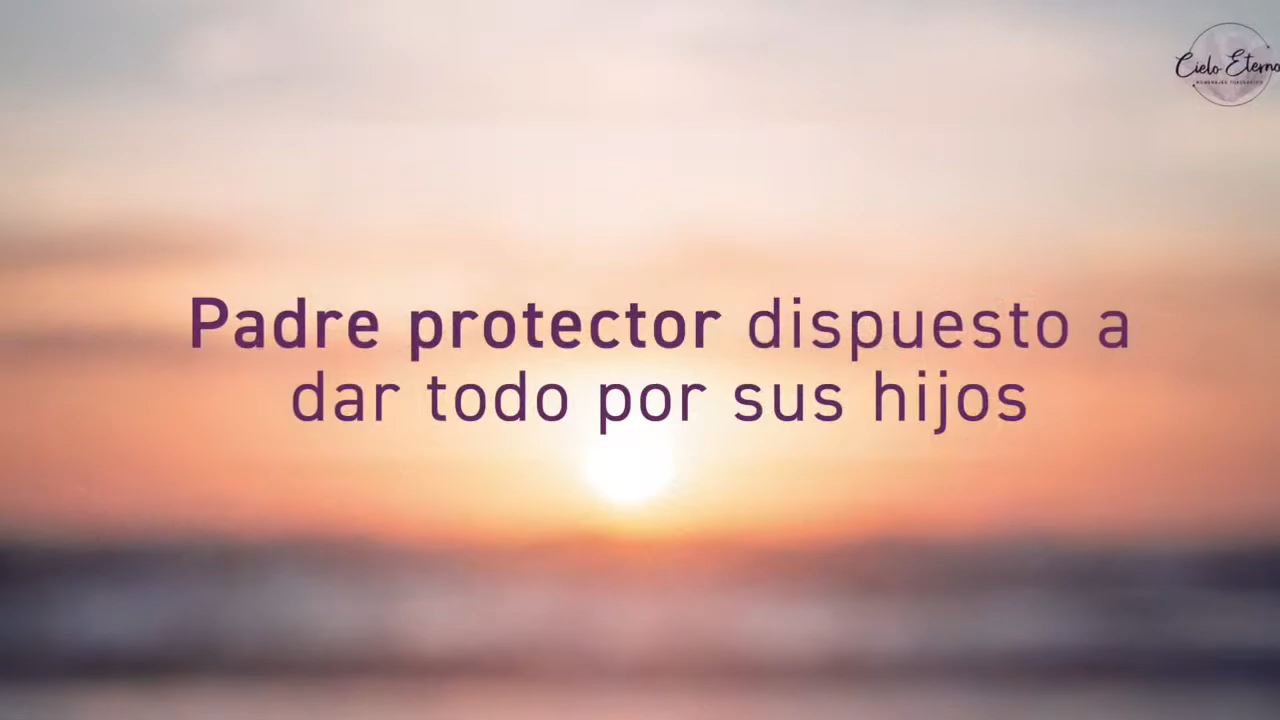 Cielo Eterno
Padre protector dispuesto a
dar todo por sus hijos